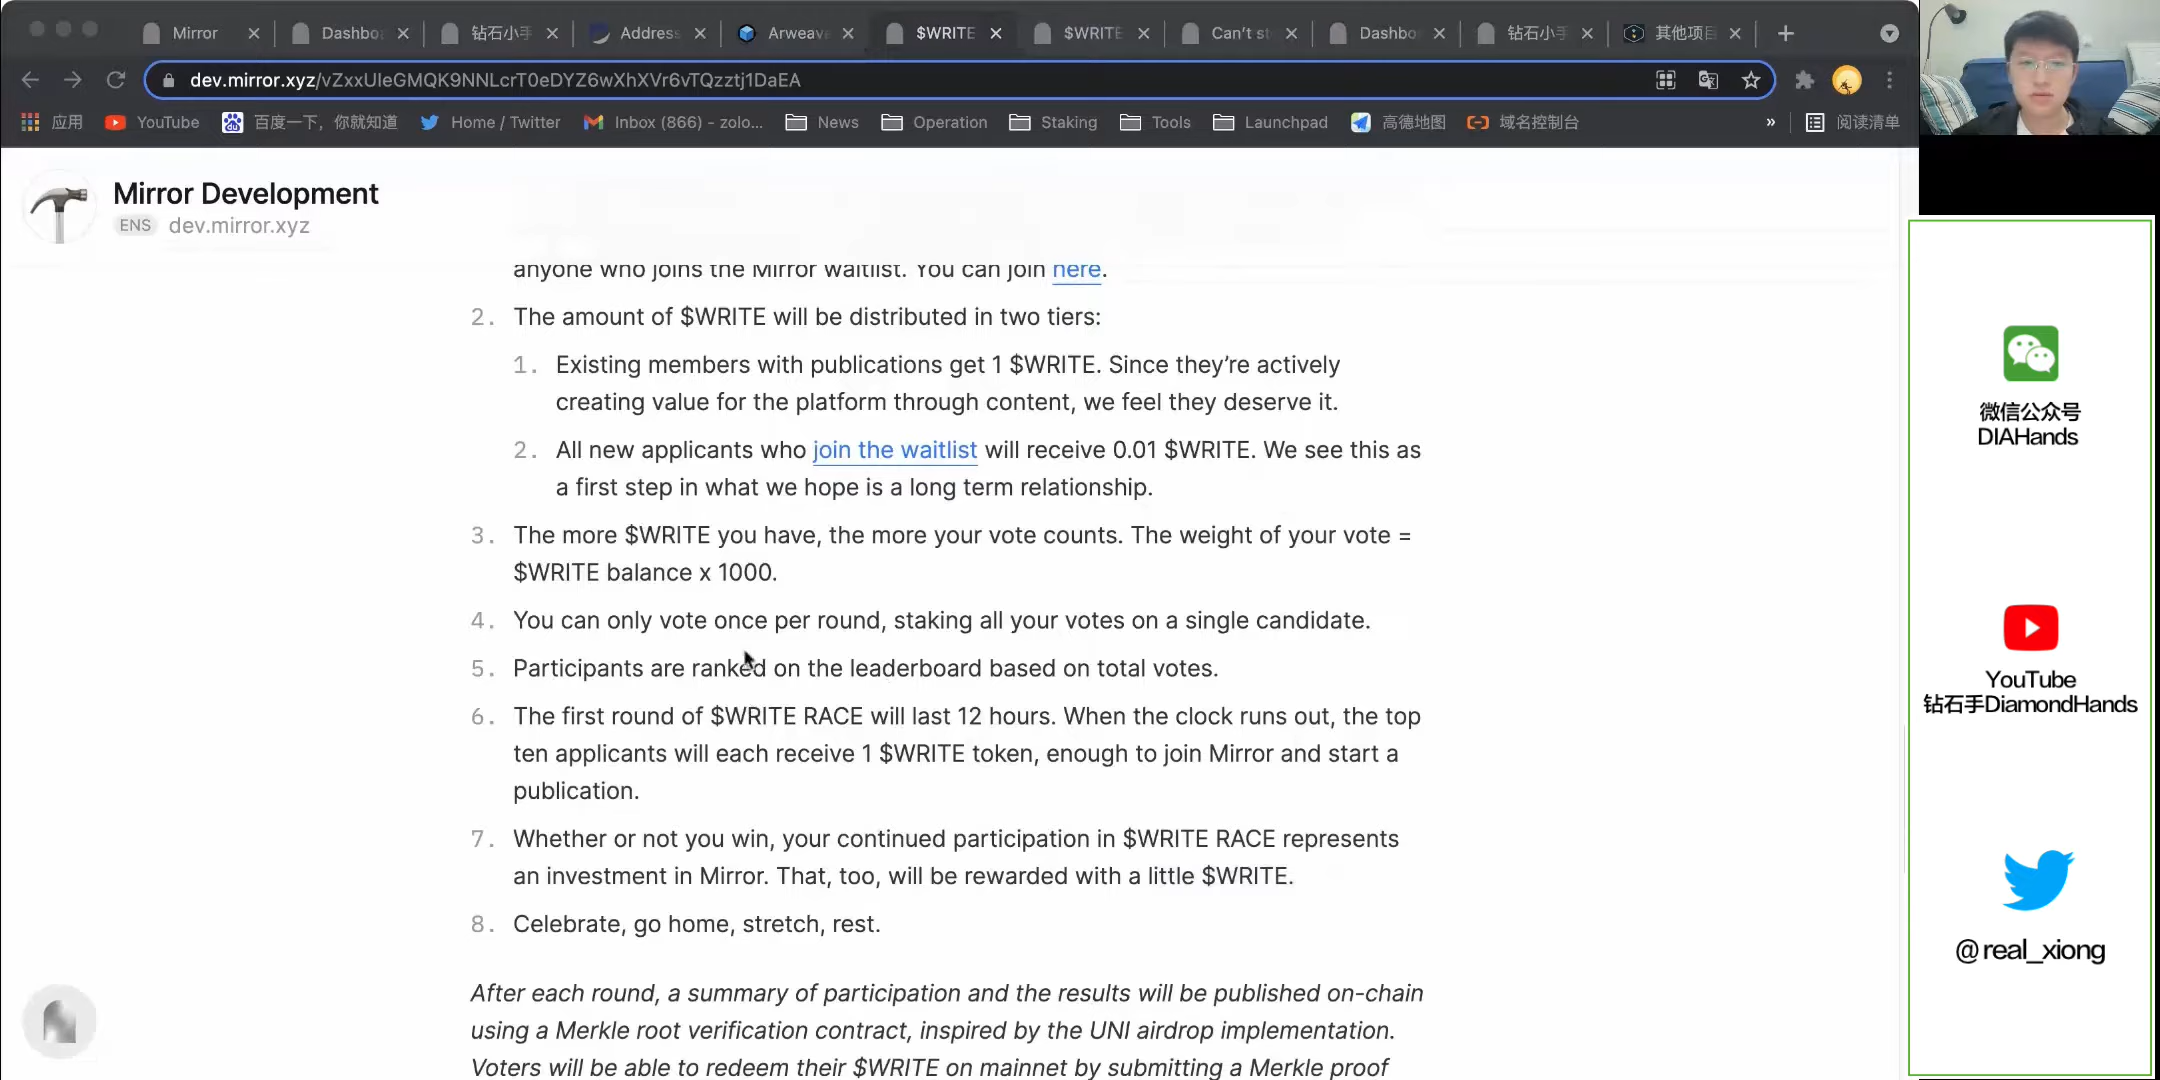 Mirror
Dashbo
钻石小手
Address
Arweave
$WRITE
$WRITE
Can't st
Dashbo
钻石小手
其他项目
dev.mirror.xyz/vZxxUIeGMQK9NNLcrT0eDYZ6wXhXVr6vTQzztj1DaEA
应用
YouTube
百度一下，你就知道
Home / Twitter
Inbox (866) - zolo...
News
Operation
Staking
Tools
Launchpad
高德地图
域名控制台
»
阅读清单
Mirror Development
ENS dev.mirror.xyz
anyone who joins the Mirror waitlist. You can join here.
2. The amount of $WRITE will be distributed in two tiers:
1. Existing members with publications get 1 $WRITE. Since they’re actively
creating value for the platform through content, we feel they deserve it.
2. All new applicants who join the waitlist will receive 0.01 $WRITE. We see this as
a first step in what we hope is a long term relationship.
3. The more $WRITE you have, the more your vote counts. The weight of your vote =
$WRITE balance x 1000.
4. You can only vote once per round, staking all your votes on a single candidate.
5. Participants are ranked on the leaderboard based on total votes.
6. The first round of $WRITE RACE will last 12 hours. When the clock runs out, the top
ten applicants will each receive 1 $WRITE token, enough to join Mirror and start a
publication.
7. Whether or not you win, your continued participation in $WRITE RACE represents
an investment in Mirror. That, too, will be rewarded with a little $WRITE.
8. Celebrate, go home, stretch, rest.
After each round, a summary of participation and the results will be published on-chain
using a Merkle root verification contract, inspired by the UNI airdrop implementation.
Voters will be able to redeem their $WRITE on mainnet by submitting a Merkle proof
微信公众号
DIAHands
YouTube
钻石手DiamondHands
@real_xiong